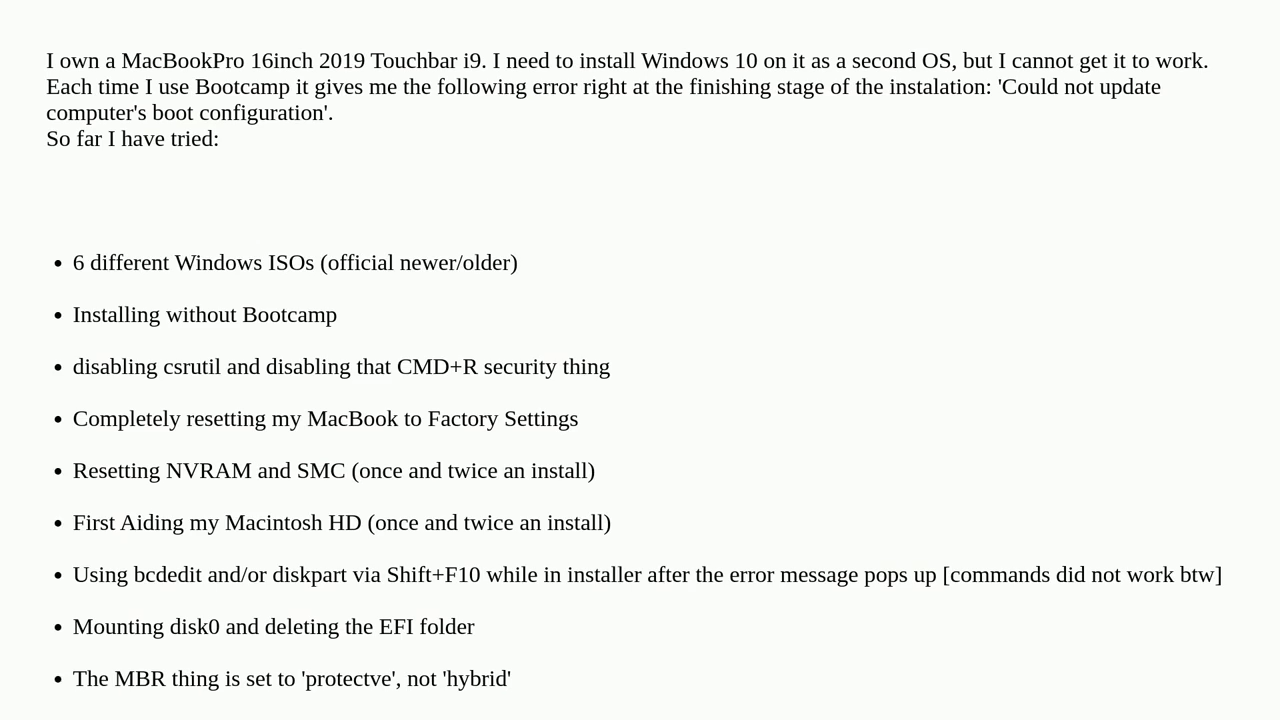 I own a MacBookPro 16inch 2019 Touchbar i9. I need to install Windows 10 on it as a second OS, but I cannot get it to work.
Each time I use Bootcamp it gives me the following error right at the finishing stage of the instalation: 'Could not update
computer's boot configuration'.
So far I have tried:
• 6 different Windows ISOs (official newer/older)
• Installing without Bootcamp
• disabling csrutil and disabling that CMD+R security thing
• Completely resetting my MacBook to Factory Settings
• Resetting NVRAM and SMC (once and twice an install)
• First Aiding my Macintosh HD (once and twice an install)
• Using bcdedit and/or diskpart via Shift+F10 while in installer after the error message pops up [commands did not work btw]
• Mounting disk0 and deleting the EFI folder
• The MBR thing is set to 'protectve', not 'hybrid'